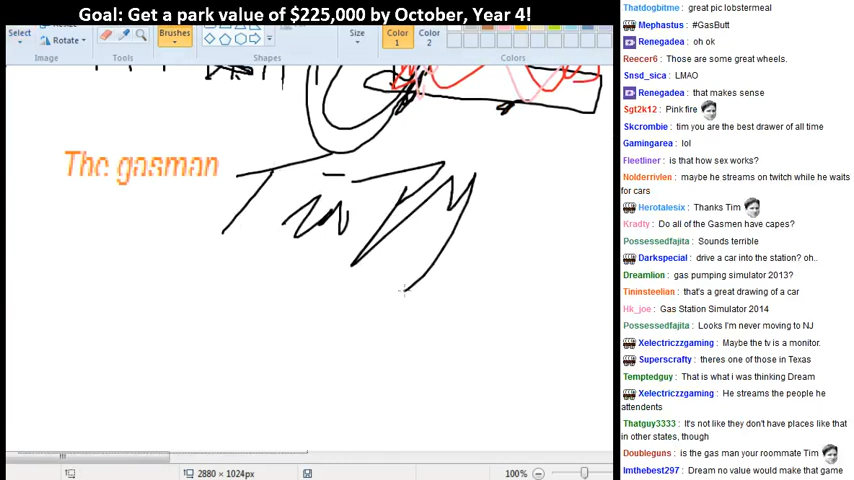 Goal: Get a park value of $225,000 by October, Year 4!
Select
Rotate
Brushes
Size
Color
1
Color
2
Image
Tools
Shapes
Colors
The gasman
Tim
2880 × 1024px
100%
Thatdogbitme : great pic lobstermeal
Mephastus : #GasButt
Renegadea : oh ok
Reecer6 : Those are some great wheels.
Snsd_sica : LMAO
Renegadea : that makes sense
Sgt2k12 : Pink fire
Skcrombie : tim you are the best drawer of all time
Gamingarea : lol
Fleetliner : is that how sex works?
Nolderrivlen : maybe he streams on twitch while he waits
for cars
Herotalesix : Thanks Tim
Kradty : Do all of the Gasmen have capes?
Possessedfajita : Sounds terrible
Darkspecial : drive a car into the station? oh..
Dreamlion : gas pumping simulator 2013?
Tininsteelian : that's a great drawing of a car
Hk_joe : Gas Station Simulator 2014
Possessedfajita : Looks I'm never moving to NJ
Xelectriczzgaming : Maybe the tv is a monitor.
Superscrafty : theres one of those in Texas
Temptedguy : That is what i was thinking Dream
Xelectriczzgaming : He streams the people he
attendents
Thatguy3333 : It's not like they don't have places like that
in other states, though
Doubleguns : is the gas man your roommate Tim
Imthebest297 : Dream no value would make that game